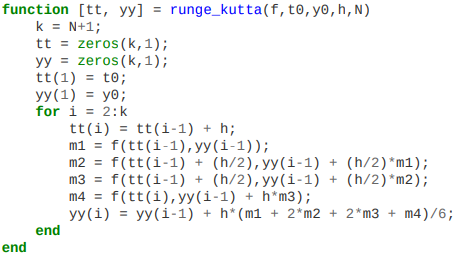 function [tt, yy] = runge_kutta(f,t0,y0,h,N)
    k = N+1;
    tt = zeros(k,1);
    yy = zeros(k,1);
    tt(1) = t0;
    yy(1) = y0;
    for i = 2:k
        tt(i) = tt(i-1) + h;
        m1 = f(tt(i-1),yy(i-1));
        m2 = f(tt(i-1) + (h/2),yy(i-1) + (h/2)*m1);
        m3 = f(tt(i-1) + (h/2),yy(i-1) + (h/2)*m2);
        m4 = f(tt(i),yy(i-1) + h*m3);
        yy(i) = yy(i-1) + h*(m1 + 2*m2 + 2*m3 + m4)/6;
    end
end